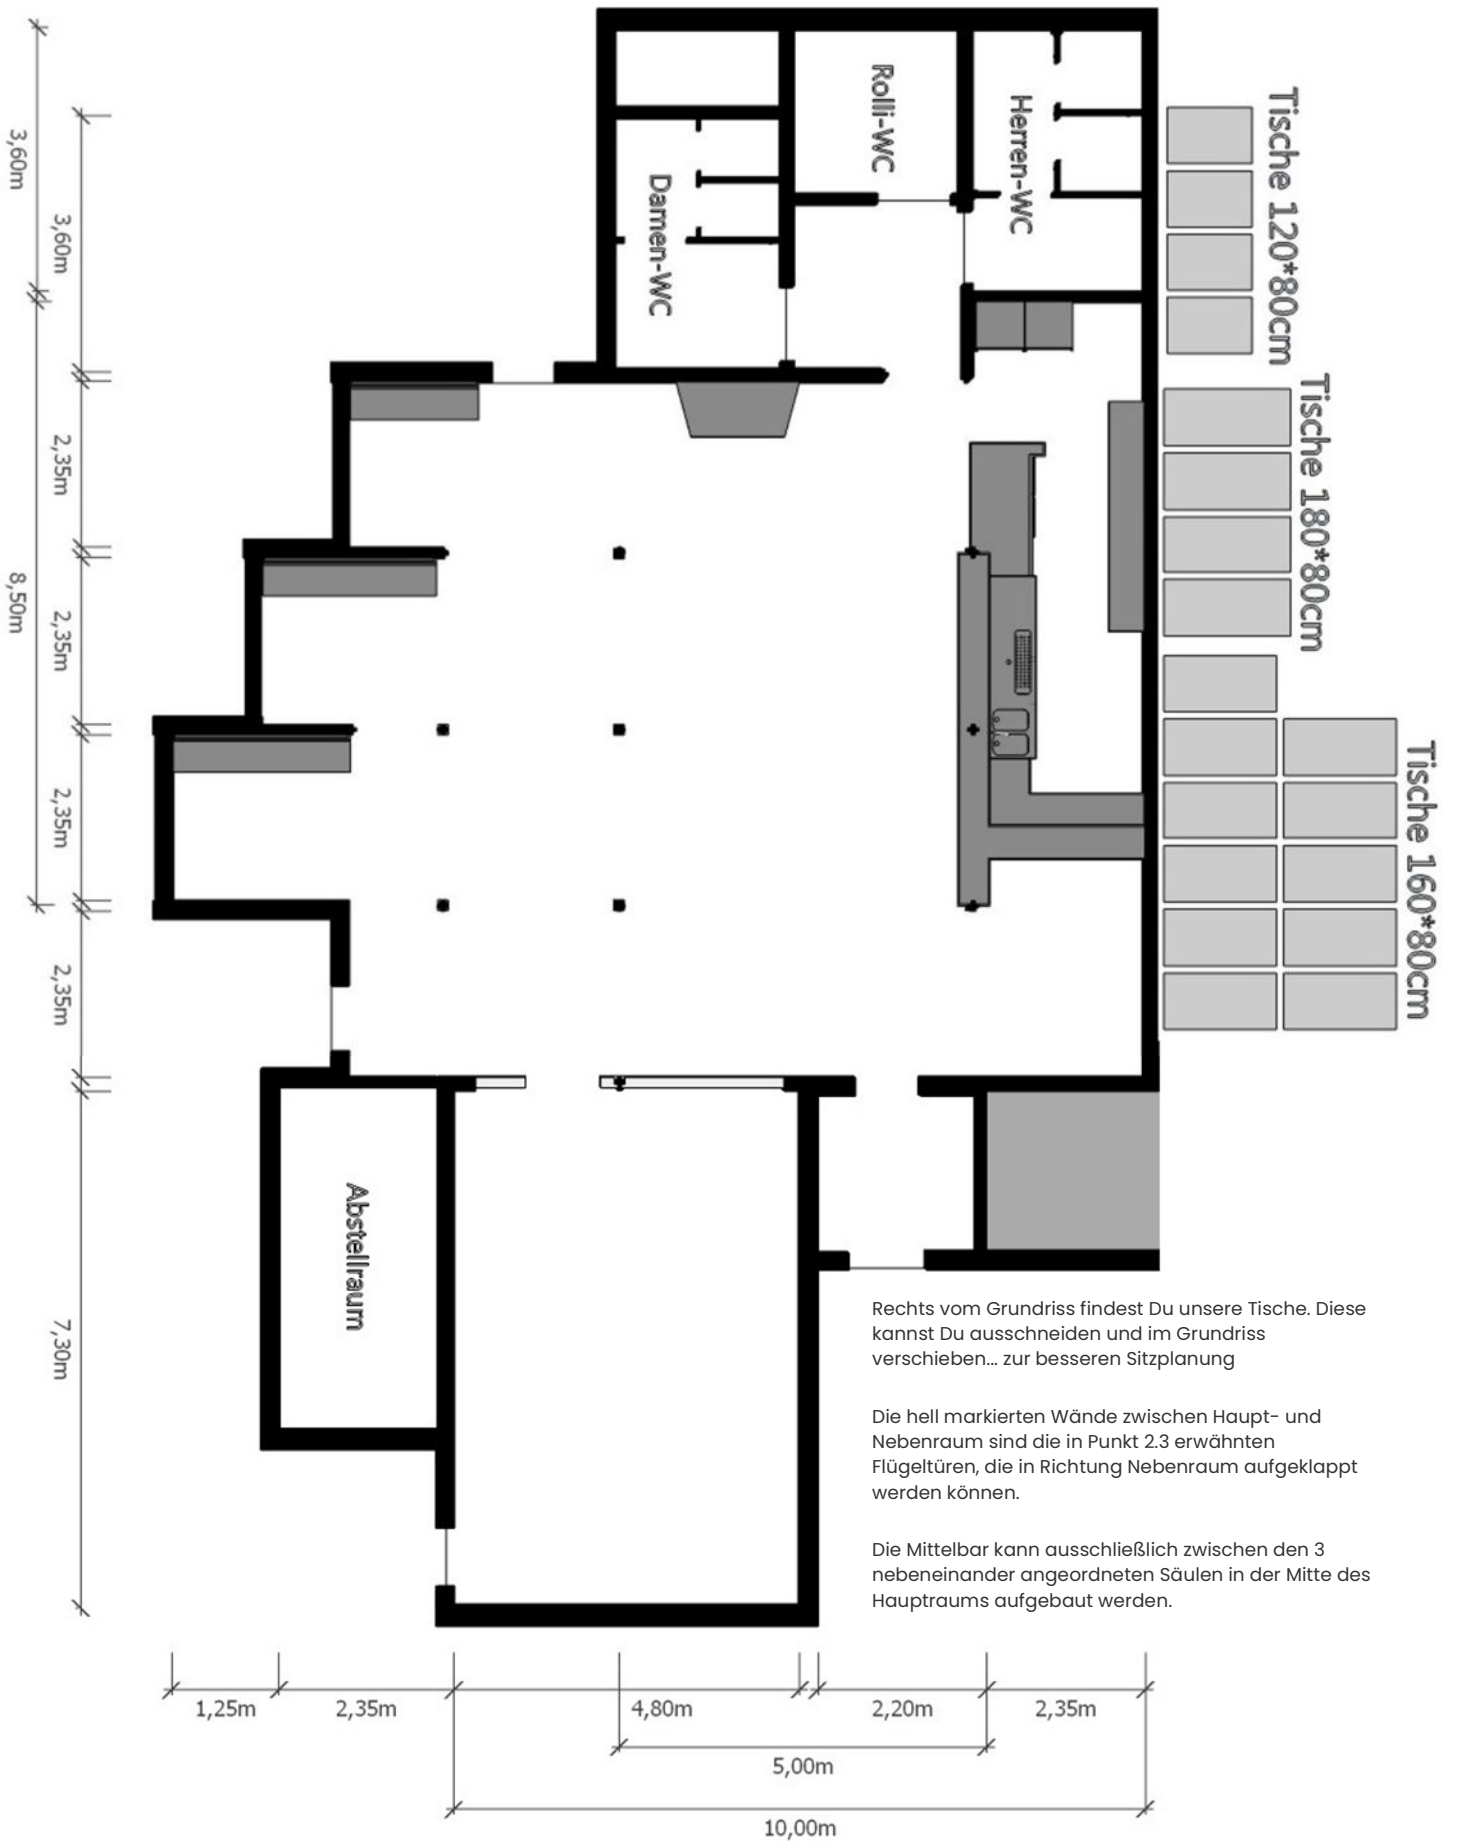 3,60m
3,60m
2,35m
8,50m
2,35m
2,35m
2,35m
7,30m
Damen-WC
Rolli-WC
Herren-WC
Tische 120*80cm
Tische 180*80cm
Tische 160*80cm
Abstellraum
Rechts vom Grundriss findest Du unsere Tische. Diese
kannst Du ausschneiden und im Grundriss
verschieben... zur besseren Sitzplanung
Die hell markierten Wände zwischen Haupt- und
Nebenraum sind die in Punkt 2.3 erwähnten
Flügeltüren, die in Richtung Nebenraum aufgeklappt
werden können.
Die Mittelbar kann ausschließlich zwischen den 3
nebeneinander angeordneten Säulen in der Mitte des
Hauptraums aufgebaut werden.
1,25m
2,35m
4,80m
2,20m
2,35m
5,00m
10,00m